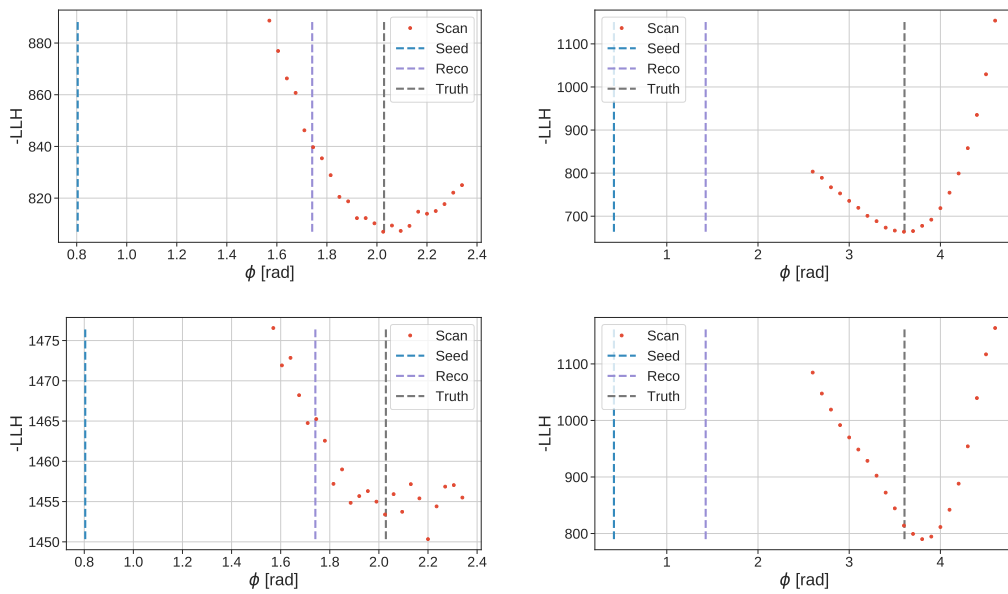 880
860
840
820
-LLH
0.8 1.0 1.2 1.4 1.6 1.8 2.0 2.2 2.4
ϕ [rad]
Scan
Seed
Reco
Truth
1100
1000
900
800
700
-LLH
1 2 3 4
ϕ [rad]
Scan
Seed
Reco
Truth
1475
1470
1465
1460
1455
1450
-LLH
0.8 1.0 1.2 1.4 1.6 1.8 2.0 2.2 2.4
ϕ [rad]
Scan
Seed
Reco
Truth
1100
1000
900
800
-LLH
1 2 3 4
ϕ [rad]
Scan
Seed
Reco
Truth